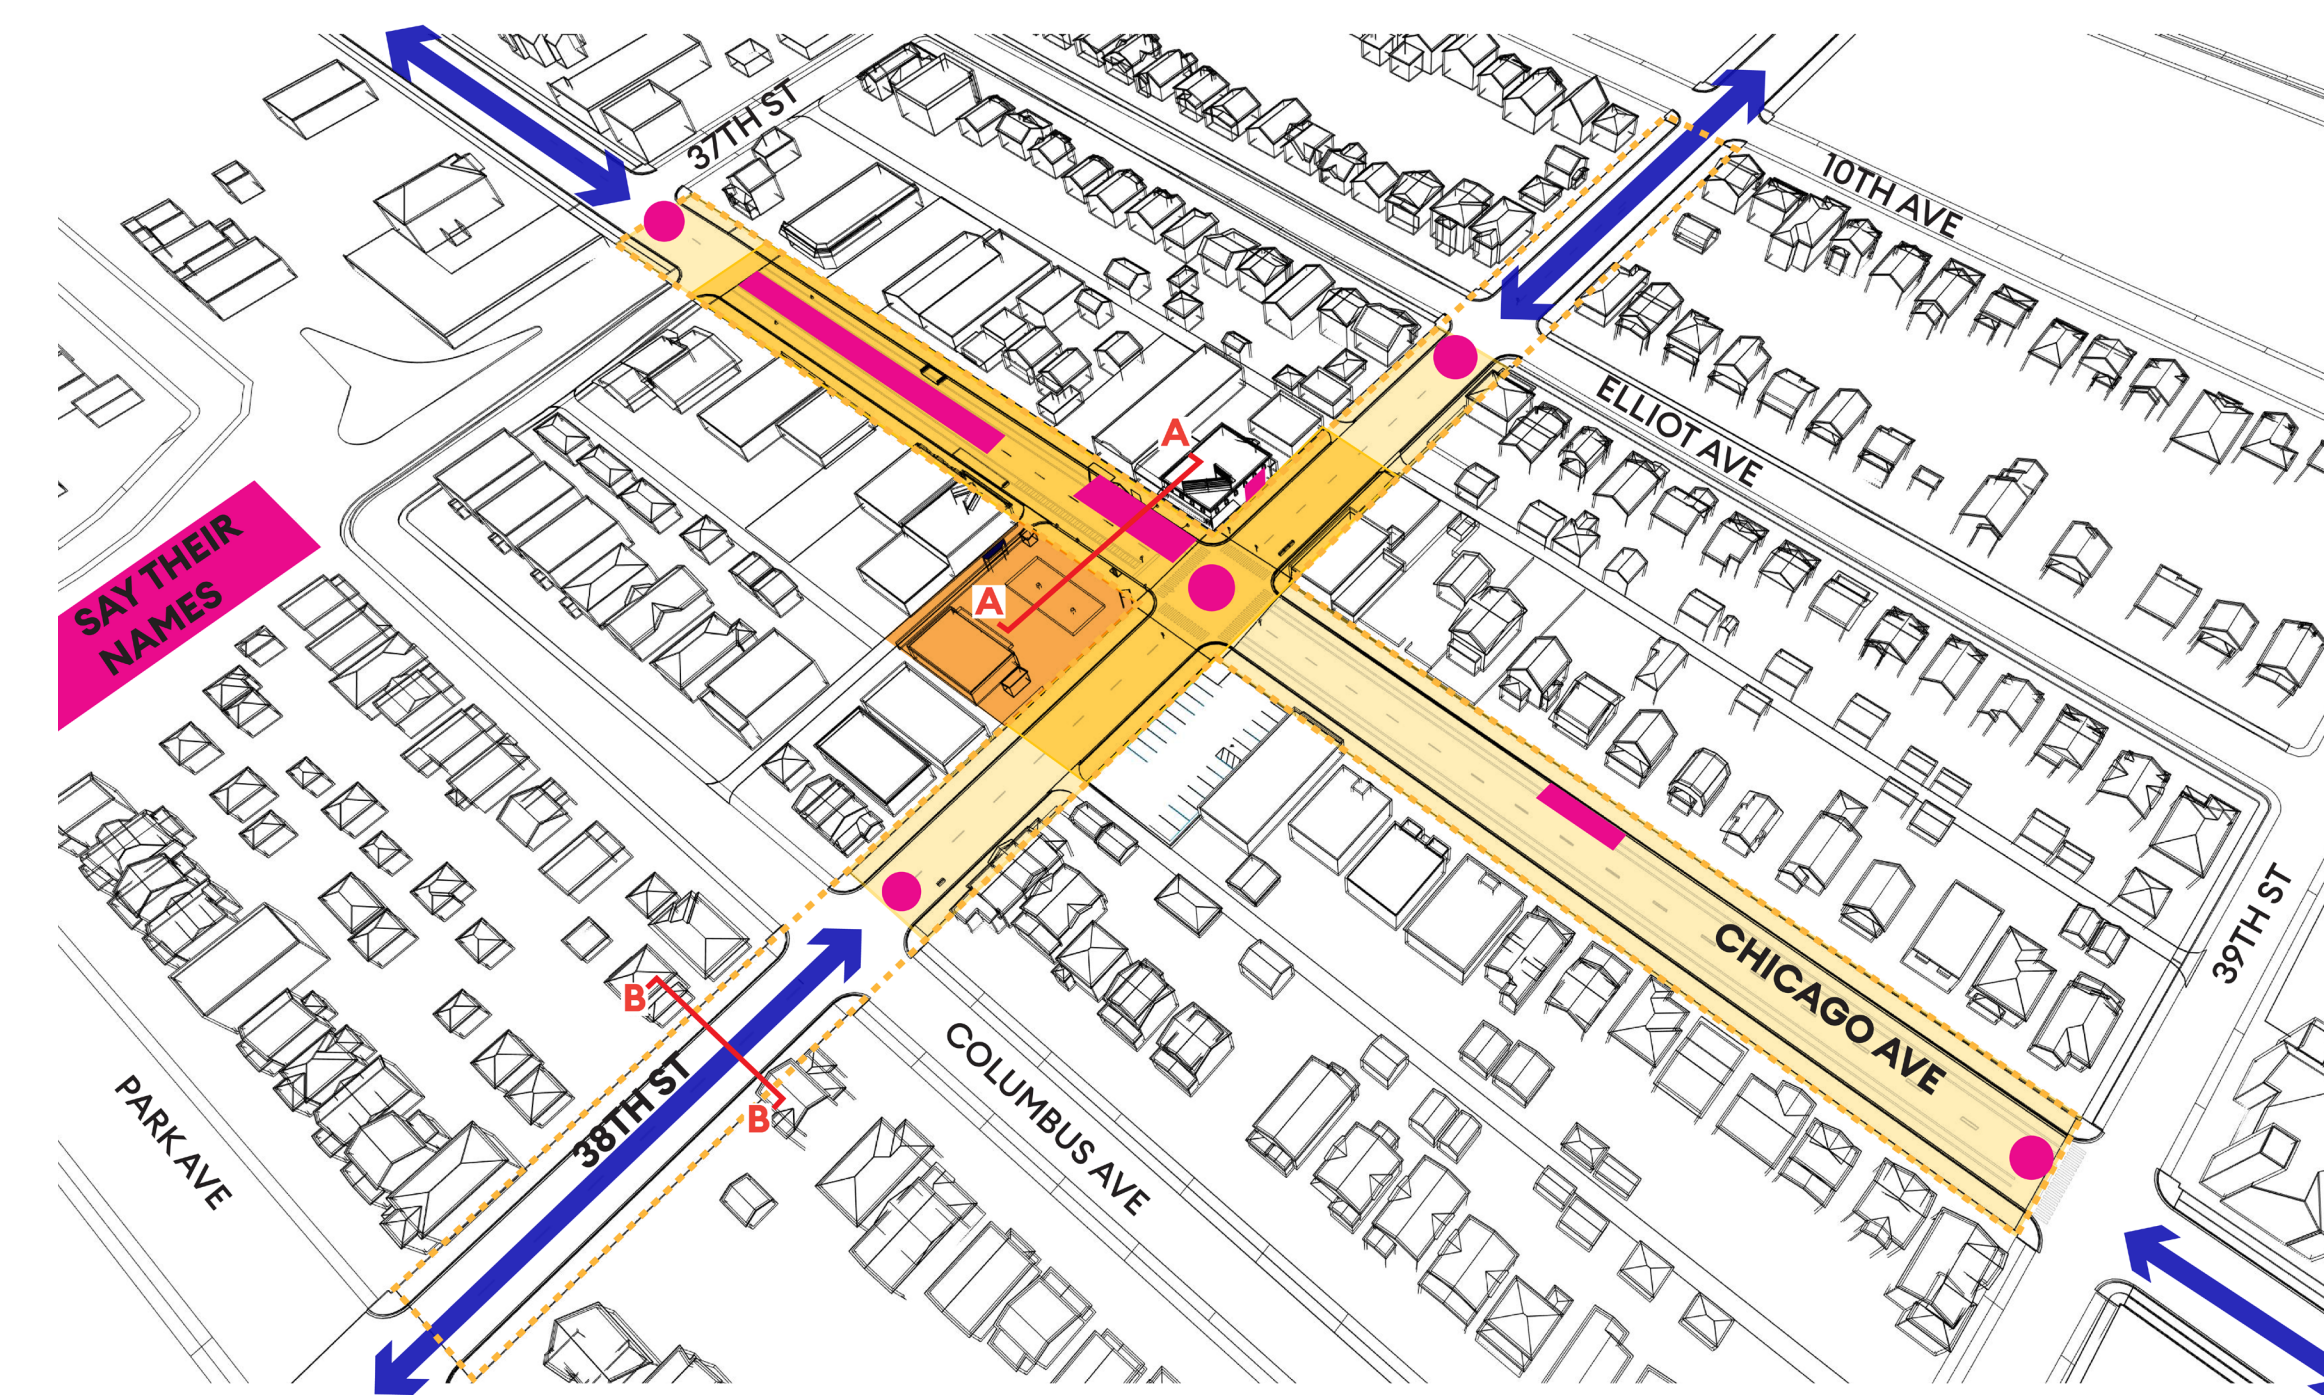 37TH ST
10TH AVE
ELLIOT AVE
A
SAY THEIR
NAMES
A
CHICAGO AVE
39TH ST
B
38TH ST
B
COLUMBUS AVE
PARK AVE